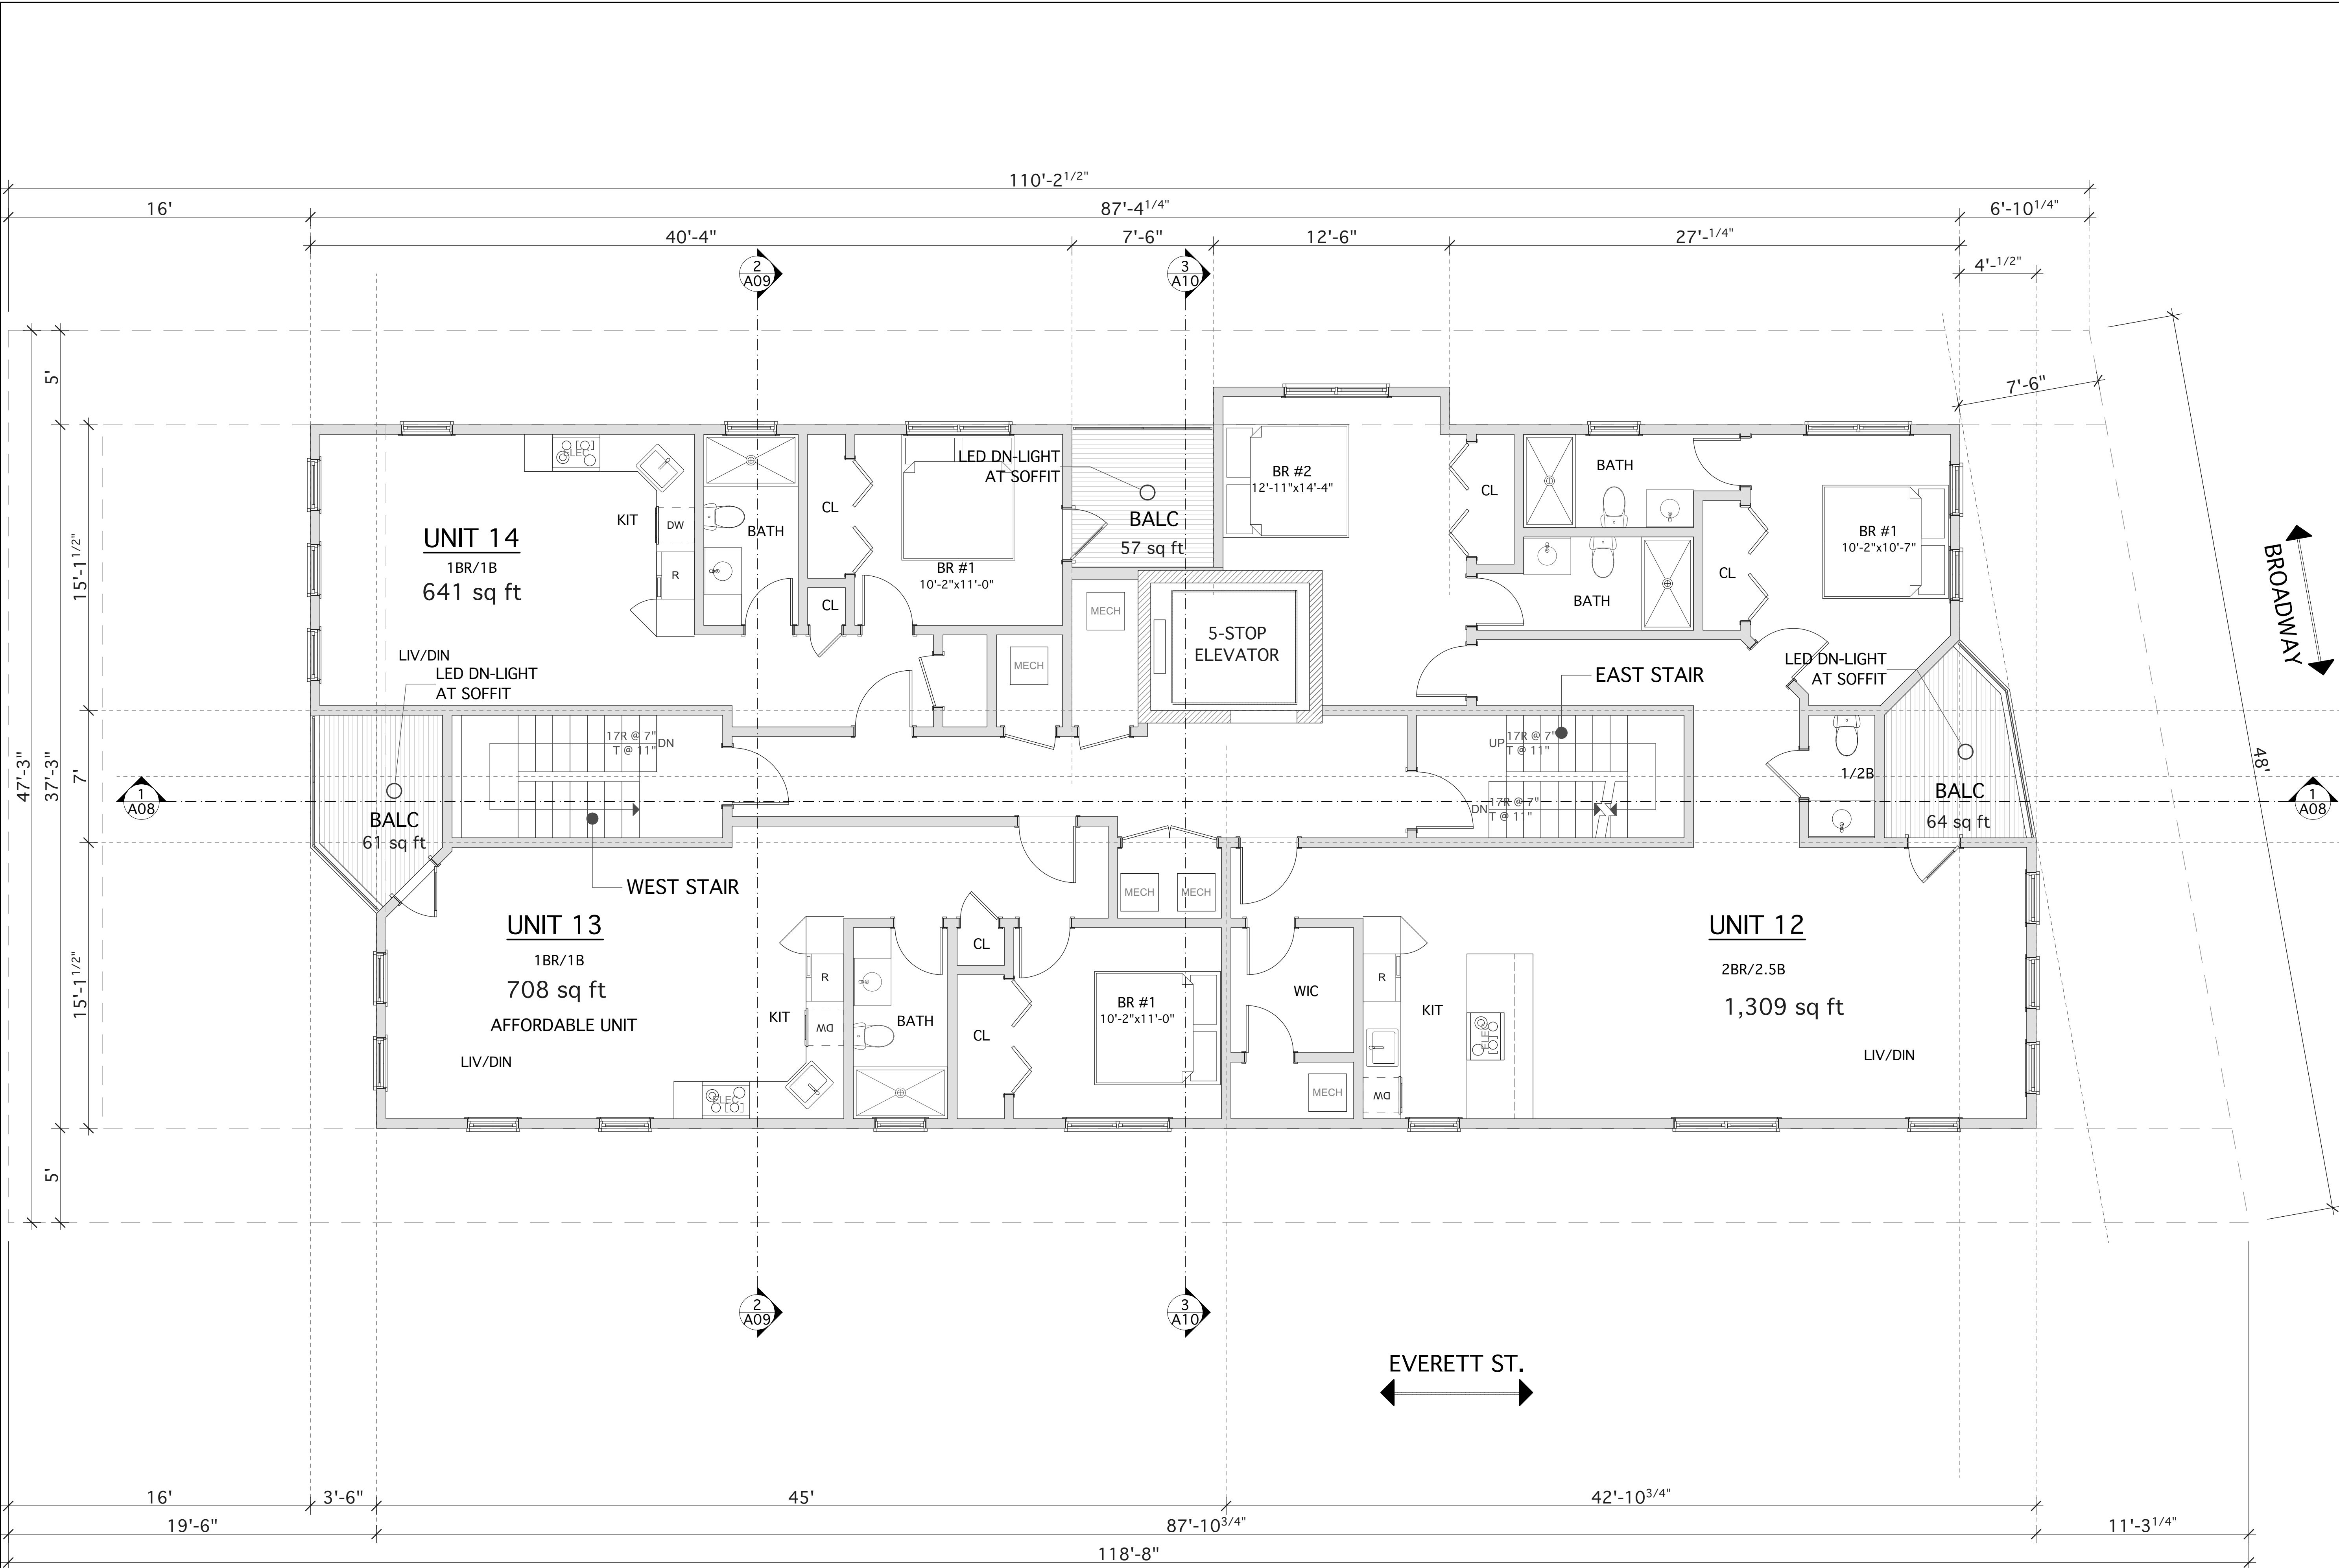 110'-2 1/2"
16'
87'-4 1/4"
6'-10 1/4"
40'-4"
7'-6"
12'-6"
27'-1/4"
4'-1/2"
2
A09
3
A10
5'
7'-6"
15'-1 1/2"
47'-3"
37'-3"
7'
15'-1 1/2"
5'
BROADWAY
48'
1
A08
1
A08
UNIT 14
1BR/1B
641 sq ft
LIV/DIN
KIT
ELEC
DW
R
BATH
CL
CL
BR #1
10'-2"x11'-0"
LED DN-LIGHT
AT SOFFIT
BALC
57 sq ft
MECH
MECH
5-STOP
ELEVATOR
BR #2
12'-11"x14'-4"
CL
BATH
BATH
CL
BR #1
10'-2"x10'-7"
LED DN-LIGHT
AT SOFFIT
EAST STAIR
LED DN-LIGHT
AT SOFFIT
17R @ 7"
T @ 11"
DN
UP
17R @ 7"
T @ 11"
DN
17R @ 7"
T @ 11"
1/2B
BALC
64 sq ft
BALC
61 sq ft
WEST STAIR
UNIT 13
1BR/1B
708 sq ft
AFFORDABLE UNIT
LIV/DIN
KIT
R
DW
ELEC
BATH
CL
CL
BR #1
10'-2"x11'-0"
MECH
MECH
WIC
MECH
R
DW
KIT
ELEC
UNIT 12
2BR/2.5B
1,309 sq ft
LIV/DIN
2
A09
3
A10
EVERETT ST.
16'
3'-6"
45'
42'-10 3/4"
19'-6"
87'-10 3/4"
11'-3 1/4"
118'-8"